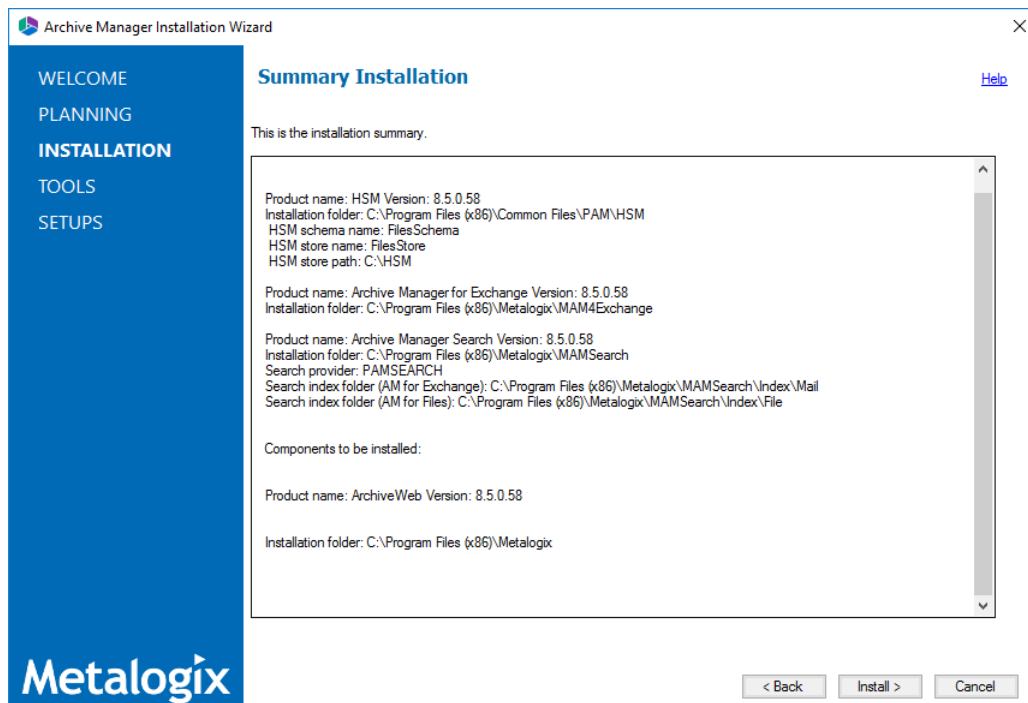 Archive Manager Installation Wizard
WELCOME
PLANNING
INSTALLATION
TOOLS
SETUPS
Metalogix
Summary Installation
Help
This is the installation summary.
Product name: HSM Version: 8.5.0.58
Installation folder: C:\Program Files (x86)\Common Files\PAM\HSM
HSM schema name: FilesSchema
HSM store name: FilesStore
HSM store path: C:\HSM
Product name: Archive Manager for Exchange Version: 8.5.0.58
Installation folder: C:\Program Files (x86)\Metalogix\MAM4Exchange
Product name: Archive Manager Search Version: 8.5.0.58
Installation folder: C:\Program Files (x86)\Metalogix\MAMSearch
Search provider: PAMSEARCH
Search index folder (AM for Exchange): C:\Program Files (x86)\Metalogix\MAMSearch\Index\Mail
Search index folder (AM for Files): C:\Program Files (x86)\Metalogix\MAMSearch\Index\File
Components to be installed:
Product name: ArchiveWeb Version: 8.5.0.58
Installation folder: C:\Program Files (x86)\Metalogix
< Back
Install >
Cancel